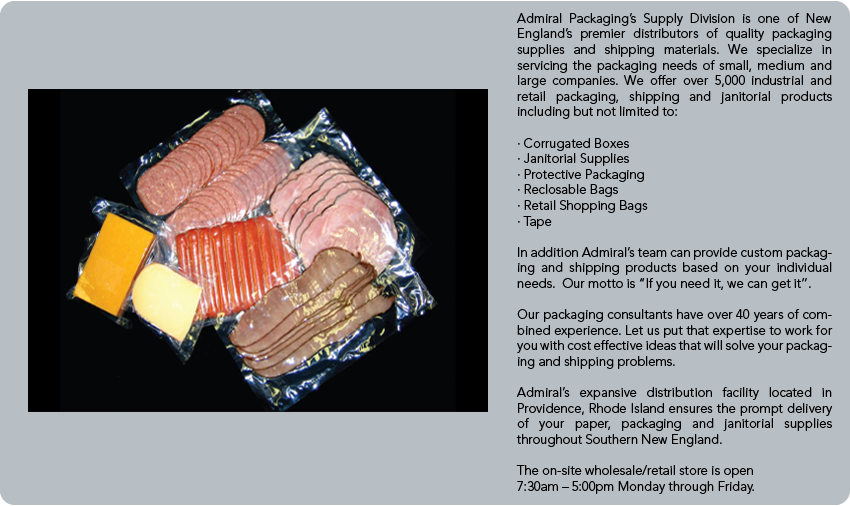 Admiral Packaging's Supply Division is one of New
England's premier distributors of quality packaging
supplies and shipping materials. We specialize in
servicing the packaging needs of small, medium and
large companies. We offer over 5,000 industrial and
retail packaging, shipping and janitorial products
including but not limited to:
· Corrugated Boxes
· Janitorial Supplies
· Protective Packaging
· Reclosable Bags
· Retail Shopping Bags
· Tape
In addition Admiral's team can provide custom packag-
ing and shipping products based on your individual
needs.  Our motto is "If you need it, we can get it".
Our packaging consultants have over 40 years of com-
bined experience. Let us put that expertise to work for
you with cost effective ideas that will solve your packag-
ing and shipping problems.
Admiral's expansive distribution facility located in
Providence, Rhode Island ensures the prompt delivery
of your paper, packaging and janitorial supplies
throughout Southern New England.
The on-site wholesale/retail store is open
7:30am – 5:00pm Monday through Friday.